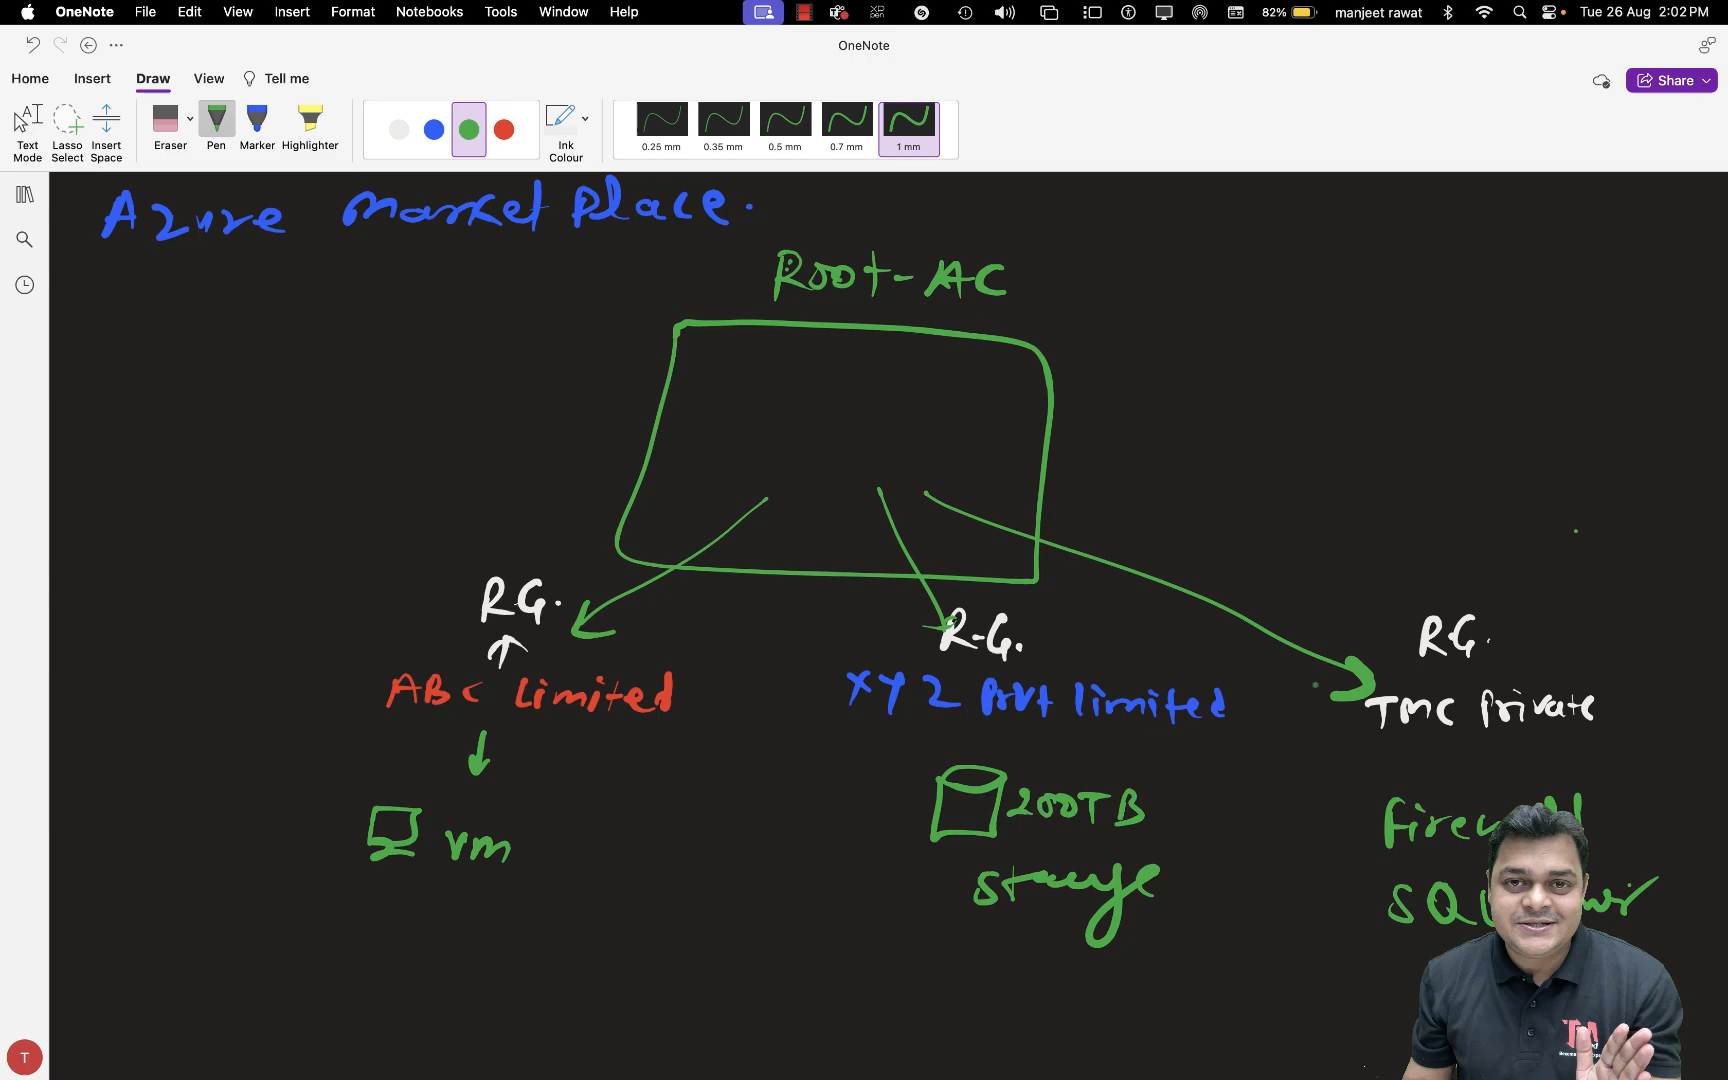 OneNote File Edit View Insert Format Notebooks Tools Window Help 82% manjeet rawat Tue 26 Aug 2:02 PM
OneNote
Home Insert Draw View Tell me Share
Text Mode
Lasso Select
Insert Space
Eraser Pen Marker Highlighter
Ink Colour
0.25 mm 0.35 mm 0.5 mm 0.7 mm 1 mm
Azure Market Place.
Root-AC
RG.
R-G.
RG.
ABC Limited
XYZ Pvt limited
TMC Private
VM
200TB
Storage
T